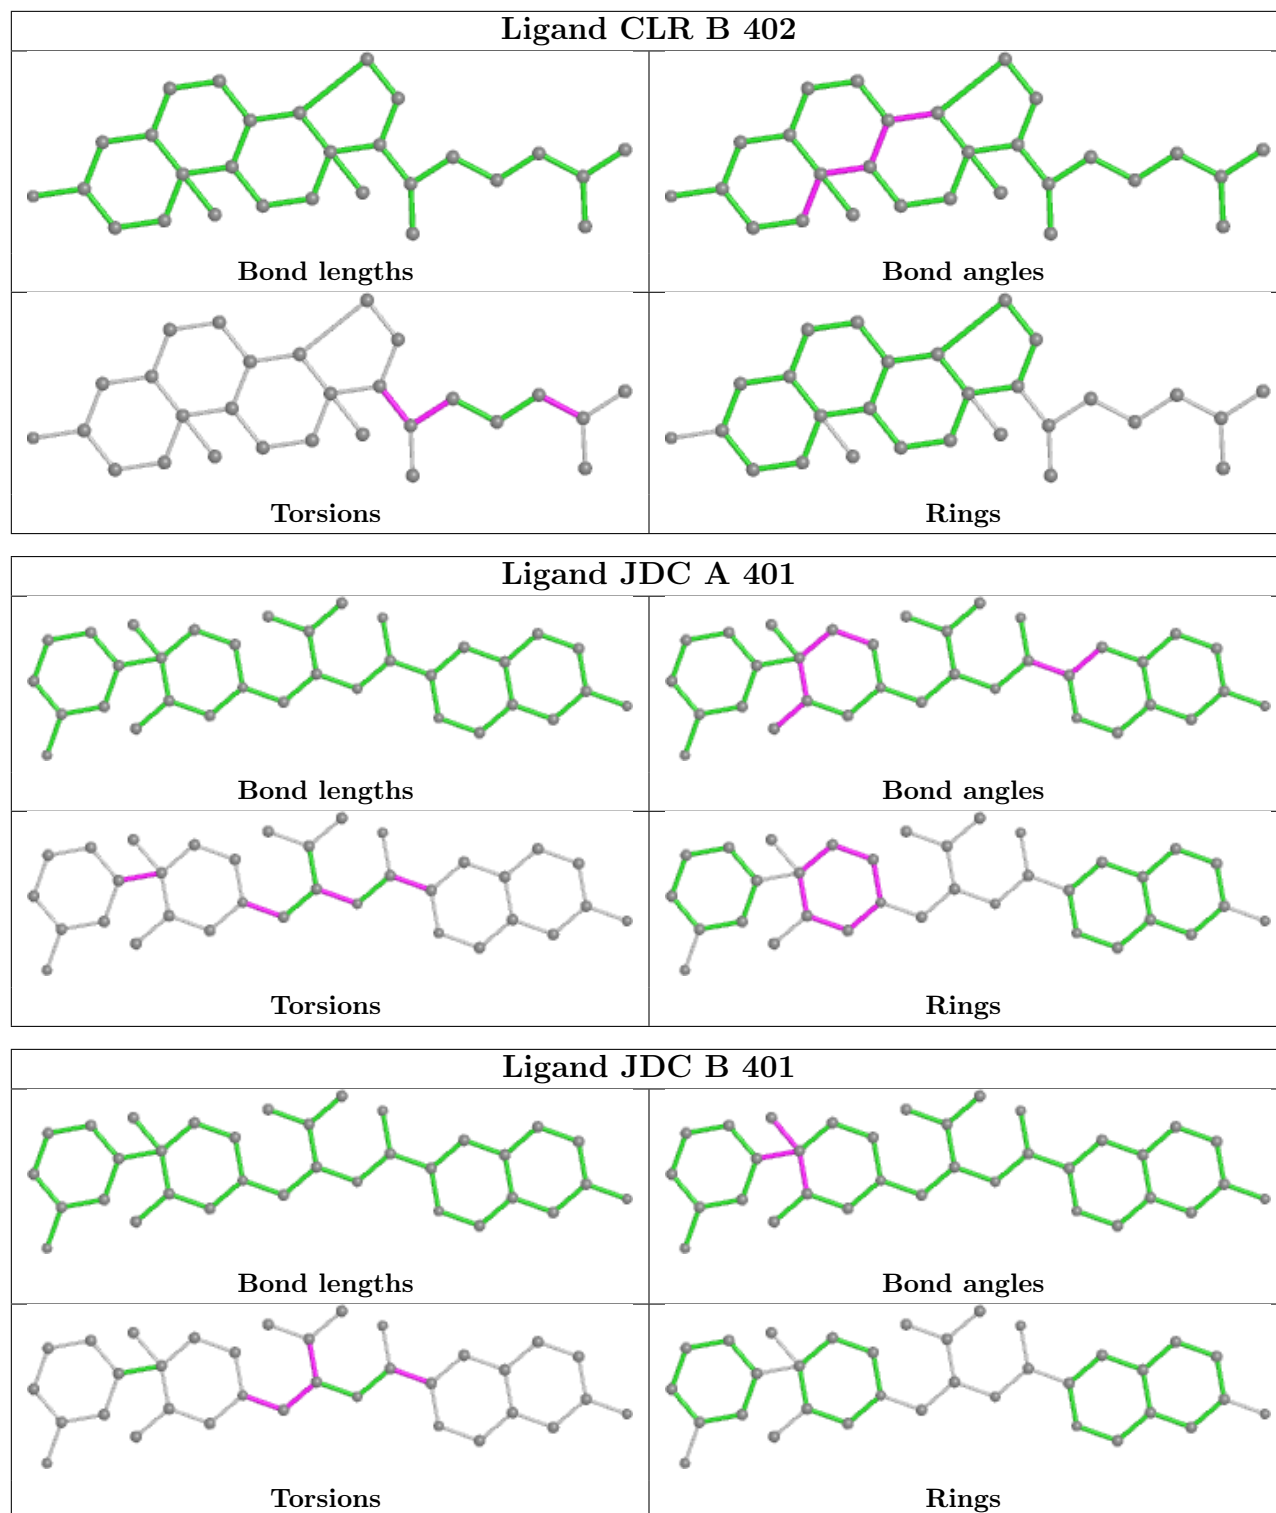 Ligand CLR B 402
Bond lengths
Bond angles
Torsions
Rings
Ligand JDC A 401
Bond lengths
Bond angles
Torsions
Rings
Ligand JDC B 401
Bond lengths
Bond angles
Torsions
Rings